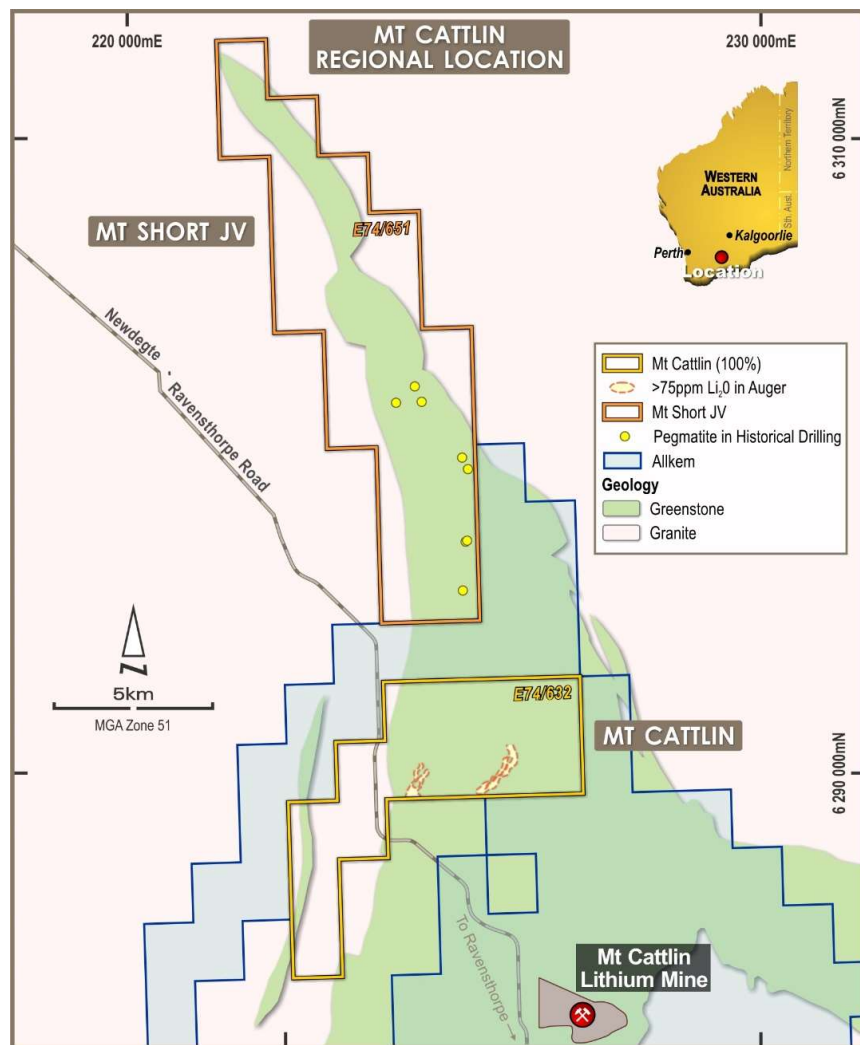 220 000mE
MT CATTLIN
REGIONAL LOCATION
230 000mE
6 310 000mN
Northern Territory
Sth. Aust.
WESTERN
AUSTRALIA
Kalgoorlie
Perth
Location
MT SHORT JV
E74/651
Newdegte - Ravensthorpe Road
Mt Cattlin (100%)
>75ppm Li₂0 in Auger
Mt Short JV
Pegmatite in Historical Drilling
Allkem
Geology
Greenstone
Granite
N
5km
MGA Zone 51
E74/632
MT CATTLIN
6 290 000mN
To Ravensthorpe
Mt Cattlin
Lithium Mine